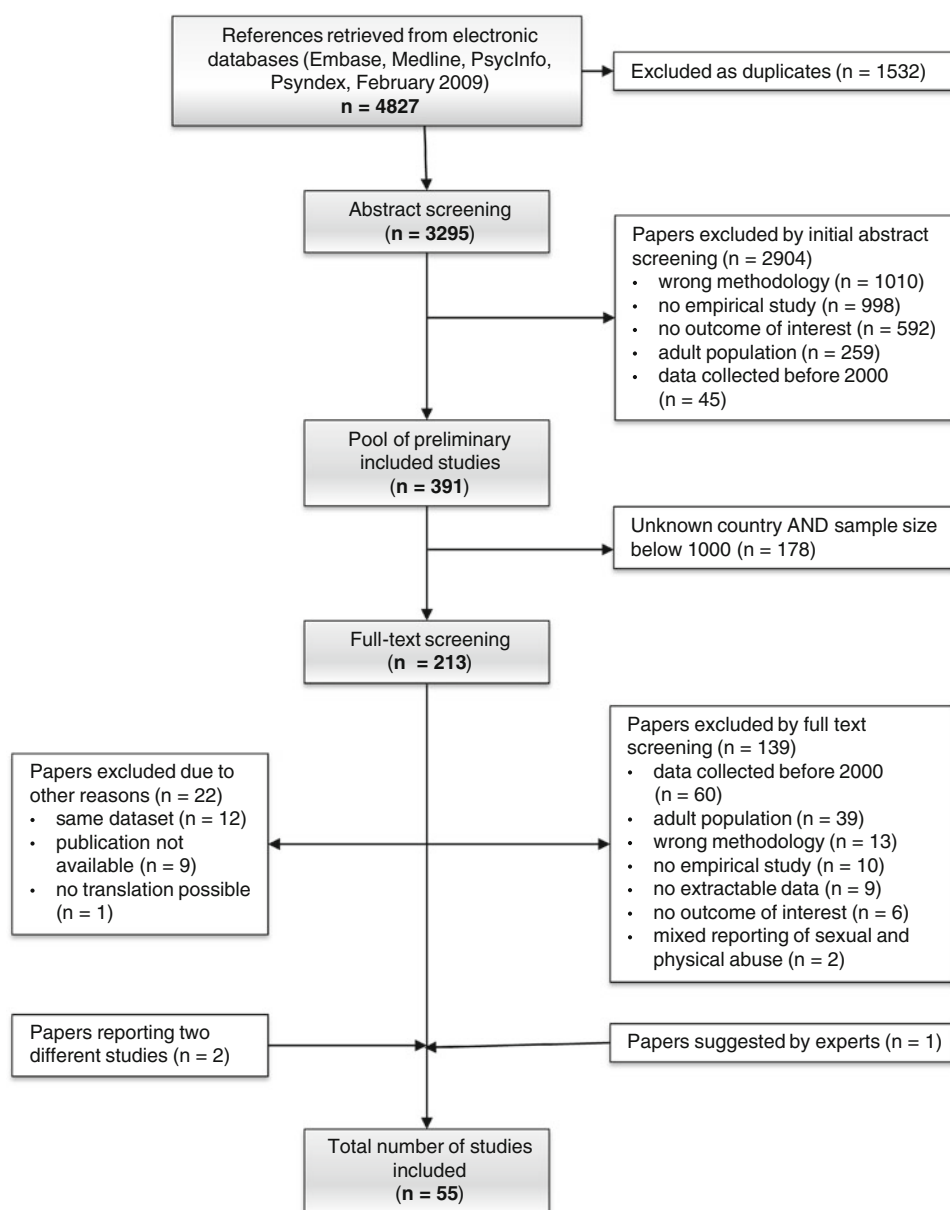 References retrieved from electronic
databases (Embase, Medline, PsycInfo,
Psyndex, February 2009)
n = 4827
Excluded as duplicates (n = 1532)
Abstract screening
(n = 3295)
Papers excluded by initial abstract
screening (n = 2904)
• wrong methodology (n = 1010)
• no empirical study (n = 998)
• no outcome of interest (n = 592)
• adult population (n = 259)
• data collected before 2000
(n = 45)
Pool of preliminary
included studies
(n = 391)
Unknown country AND sample size
below 1000 (n = 178)
Full-text screening
(n = 213)
Papers excluded due to
other reasons (n = 22)
• same dataset (n = 12)
• publication not
available (n = 9)
• no translation possible
(n = 1)
Papers excluded by full text
screening (n = 139)
• data collected before 2000
(n = 60)
• adult population (n = 39)
• wrong methodology (n = 13)
• no empirical study (n = 10)
• no extractable data (n = 9)
• no outcome of interest (n = 6)
• mixed reporting of sexual and
physical abuse (n = 2)
Papers reporting two
different studies (n = 2)
Papers suggested by experts (n = 1)
Total number of studies
included
(n = 55)